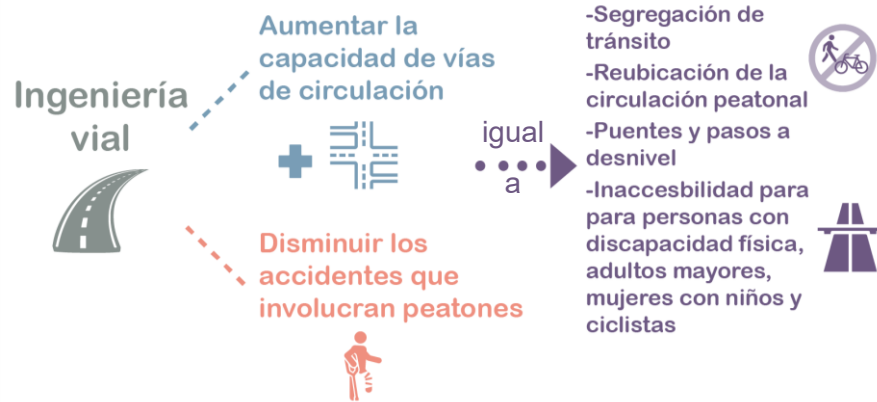 Ingeniería
vial
Aumentar la
capacidad de vías
de circulación
Disminuir los
accidentes que
involucran peatones
igual
a
-Segregación de
tránsito
-Reubicación de la
circulación peatonal
-Puentes y pasos a
desnivel
-Inaccesbilidad para
para personas con
discapacidad física,
adultos mayores,
mujeres con niños y
ciclistas